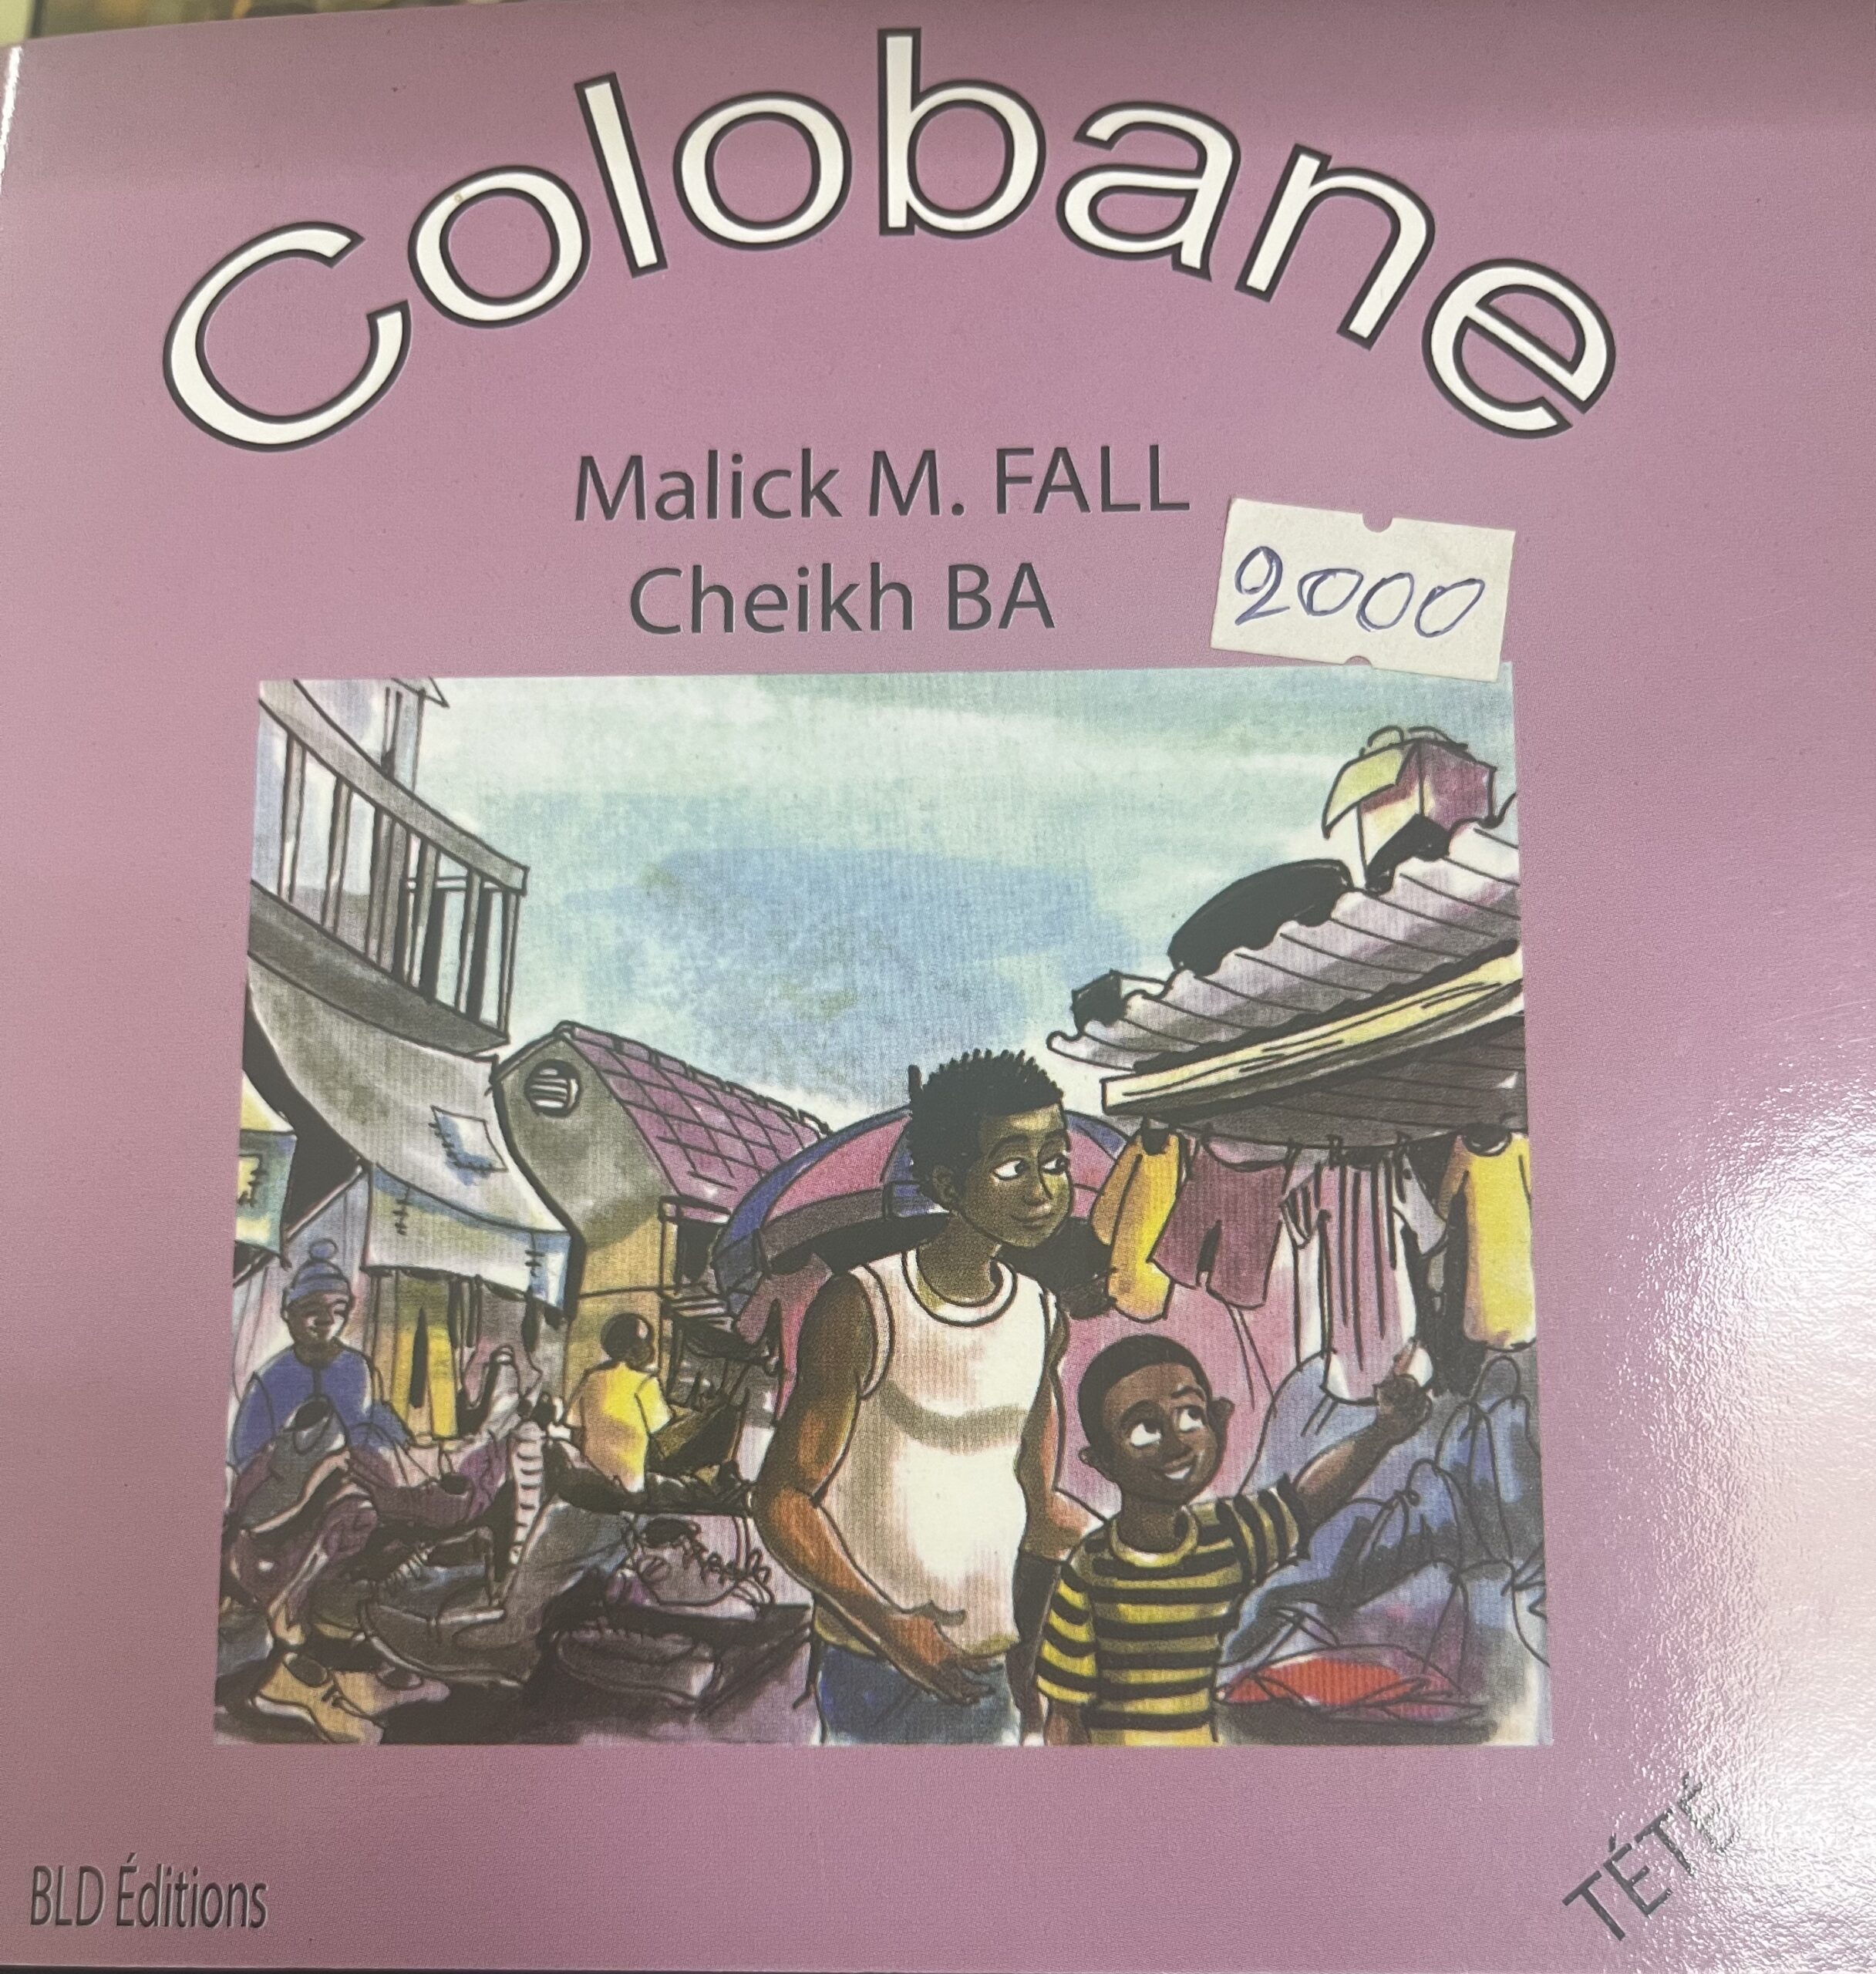 Colobane
Malick M. FALL
Cheikh BA
2000
BLD Éditions
TÉTÉ